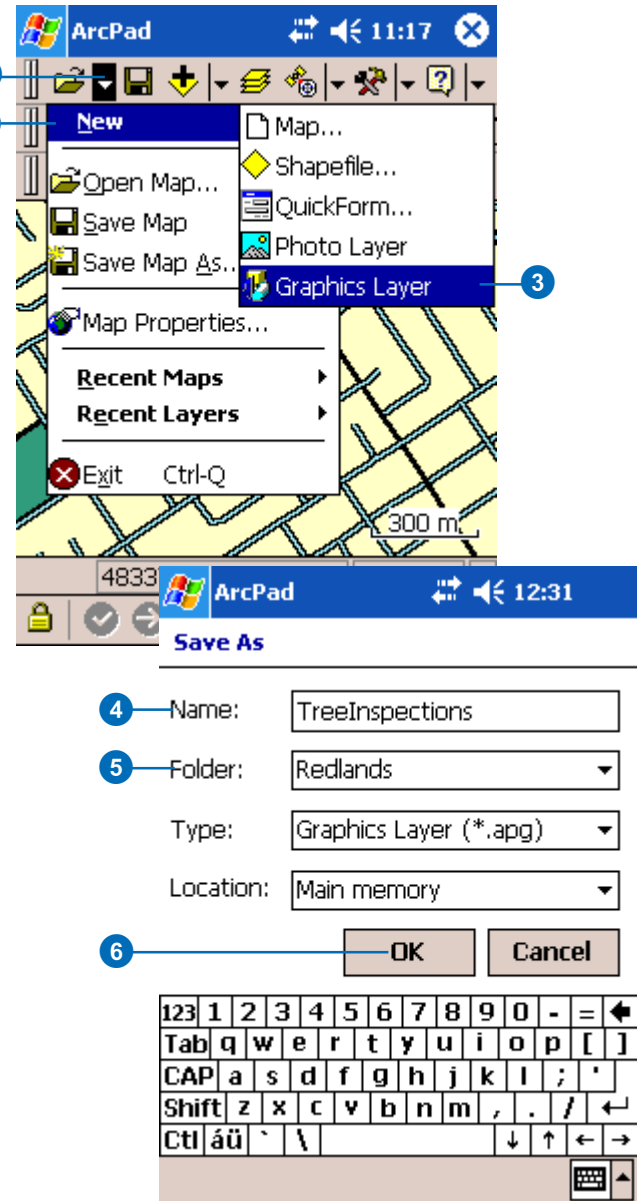 ArcPad 11:17
New
Map...
Shapefile...
Open Map...
QuickForm...
Save Map
Photo Layer
Save Map As..
Graphics Layer
3
Map Properties...
Recent Maps
Recent Layers
Exit Ctrl-Q
300 m
4833
ArcPad 12:31
Save As
4 Name: TreeInspections
5 Folder: Redlands
Type: Graphics Layer (*.apg)
Location: Main memory
6 OK Cancel
123 1 2 3 4 5 6 7 8 9 0 - = 
Tab q w e r t y u i o p [ ]
CAP a s d f g h j k l ; '
Shift z x c v b n m , . / ↵
Ctl áü ` \ ↓ ↑ ← →